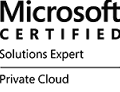 Microsoft
CERTIFIED
Solutions Expert
Private Cloud